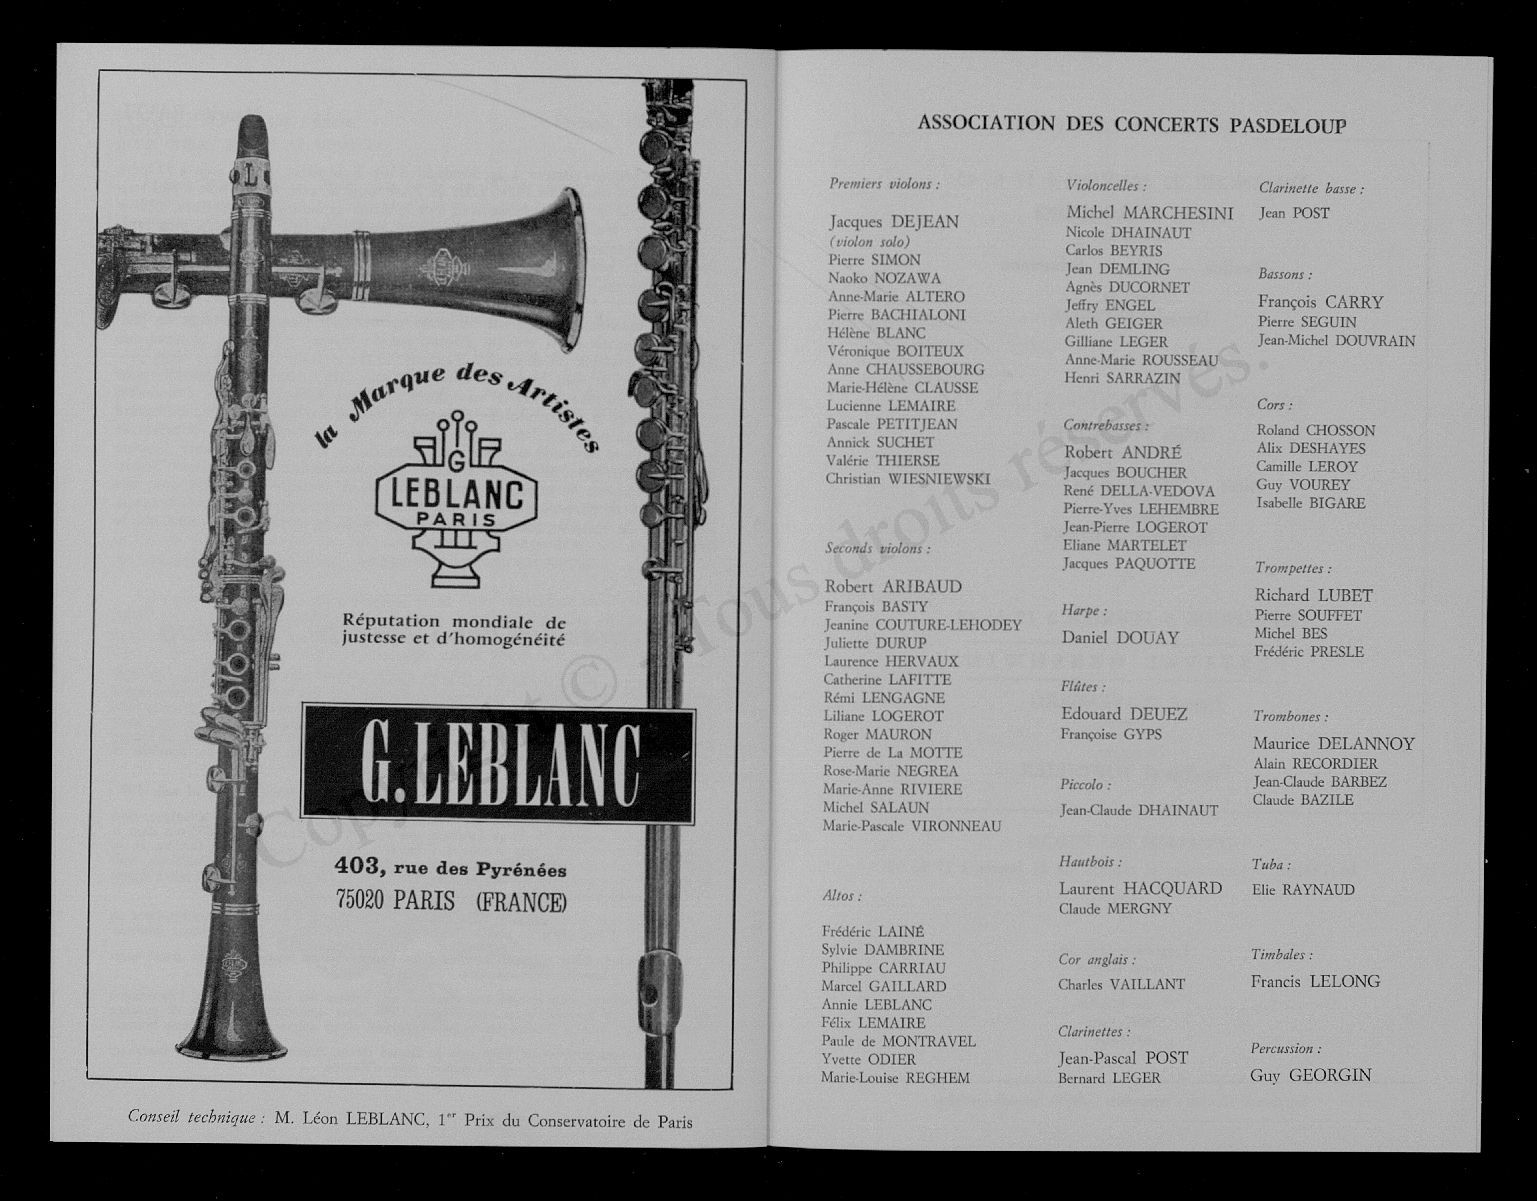 la Marque des Artistes
L
G
LEBLANC
PARIS
Réputation mondiale de
justesse et d'homogénéité
G. LEBLANC
403, rue des Pyrénées
75020 PARIS (FRANCE)
Conseil technique : M. Léon LEBLANC, 1er Prix du Conservatoire de Paris
ASSOCIATION DES CONCERTS PASDELOUP
Premiers violons :
Jacques DEJEAN
(violon solo)
Pierre SIMON
Naoko NOZAWA
Anne-Marie ALTERO
Pierre BACHIALONI
Hélène BLANC
Véronique BOITEUX
Anne CHAUSSEBOURG
Marie-Hélène CLAUSSE
Lucienne LEMAIRE
Pascale PETITJEAN
Annick SUCHET
Valérie THIERSE
Christian WIESNIEWSKI
Seconds violons :
Robert ARIBAUD
François BASTY
Jeanine COUTURE-LEHODEY
Juliette DURUP
Laurence HERVAUX
Catherine LAFITTE
Rémi LENGAGNE
Liliane LOGEROT
Roger MAURON
Pierre de La MOTTE
Rose-Marie NEGREA
Marie-Anne RIVIERE
Michel SALAUN
Marie-Pascale VIRONNEAU
Altos :
Frédéric LAINÉ
Sylvie DAMBRINE
Philippe CARRIAU
Marcel GAILLARD
Annie LEBLANC
Félix LEMAIRE
Paule de MONTRAVEL
Yvette ODIER
Marie-Louise REGHEM
Violoncelles :
Michel MARCHESINI
Nicole DHAINAUT
Carlos BEYRIS
Jean DEMLING
Agnès DUCORNET
Jeffry ENGEL
Aleth GEIGER
Gilliane LEGER
Anne-Marie ROUSSEAU
Henri SARRAZIN
Contrebasses :
Robert ANDRÉ
Jacques BOUCHER
René DELLA-VEDOVA
Pierre-Yves LEHEMBRE
Jean-Pierre LOGEROT
Eliane MARTELET
Jacques PAQUOTTE
Harpe :
Daniel DOUAY
Flûtes :
Edouard DEUEZ
Françoise GYPS
Piccolo :
Jean-Claude DHAINAUT
Hautbois :
Laurent HACQUARD
Claude MERGNY
Cor anglais :
Charles VAILLANT
Clarinettes :
Jean-Pascal POST
Bernard LEGER
Clarinette basse :
Jean POST
Bassons :
François CARRY
Pierre SEGUIN
Jean-Michel DOUVRAIN
Cors :
Roland CHOSSON
Alix DESHAYES
Camille LEROY
Guy VOUREY
Isabelle BIGARE
Trompettes :
Richard LUBET
Pierre SOUFFET
Michel BES
Frédéric PRESLE
Trombones :
Maurice DELANNOY
Alain RECORDIER
Jean-Claude BARBEZ
Claude BAZILE
Tuba :
Elie RAYNAUD
Timbales :
Francis LELONG
Percussion :
Guy GEORGIN
Copyright © - Tous droits réservés.